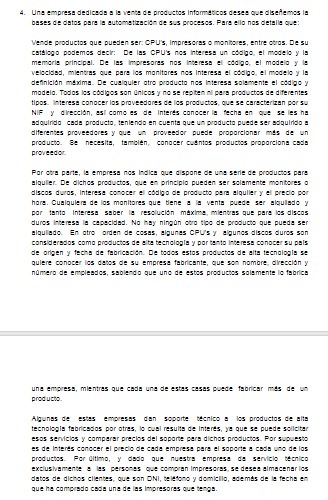 4. Una empresa dedicada a la venta de productos informáticos desea que diseñemos la
bases de datos para la automatización de sus procesos. Para ello nos detalla que:
Vende productos que pueden ser: CPU's, impresoras o monitores, entre otros. De su
catálogo podemos decir: De las CPU's nos interesa un código, el modelo y la
memoria principal. De las impresoras nos interesa el código, el modelo y la
velocidad, mientras que para los monitores nos interesa el código, el modelo y la
definición máxima. De cualquier otro producto nos interesa solamente el código y
modelo. Todos los códigos son únicos y no se repiten ni para productos de diferentes
tipos. Interesa conocer los proveedores de los productos, que se caracterizan por su
NIF y dirección, así como es de interés conocer la fecha en que se les ha
adquirido cada producto, teniendo en cuenta que un producto puede ser adquirido a
diferentes proveedores y que un proveedor puede proporcionar más de un
producto. Se necesita, también, conocer cuántos productos proporciona cada
proveedor.
Por otra parte, la empresa nos indica que dispone de una serie de productos para
alquiler. De dichos productos, que en principio pueden ser solamente monitores o
discos duros, interesa conocer el código de producto para alquiler y el precio por
hora. Cualquiera de los monitores que tiene a la venta puede ser alquilado y
por tanto interesa saber la resolución máxima, mientras que para los discos
duros interesa la capacidad. No hay ningún otro tipo de producto que pueda ser
alquilado. En otro orden de cosas, algunas CPU's y algunos discos duros son
considerados como productos de alta tecnología y por tanto interesa conocer su país
de origen y fecha de fabricación. De todos estos productos de alta tecnología se
quiere conocer los datos de su empresa fabricante, que son nombre, dirección y
número de empleados, sabiendo que uno de estos productos solamente lo fabrica
una empresa, mientras que cada una de estas casas puede fabricar más de un
producto.
Algunas de estas empresas dan soporte técnico a los productos de alta
tecnología fabricados por otras, lo cual resulta de interés, ya que se puede solicitar
esos servicios y comparar precios del soporte para dichos productos. Por supuesto
es de interés conocer el precio de cada empresa para el soporte a cada uno de los
productos. Por último, y dado que nuestra empresa da servicio técnico
exclusivamente a las personas que compran impresoras, se desea almacenar los
datos de dichos clientes, que son DNI, teléfono y domicilio, además de la fecha en
que ha comprado cada una de las impresoras que tenga.